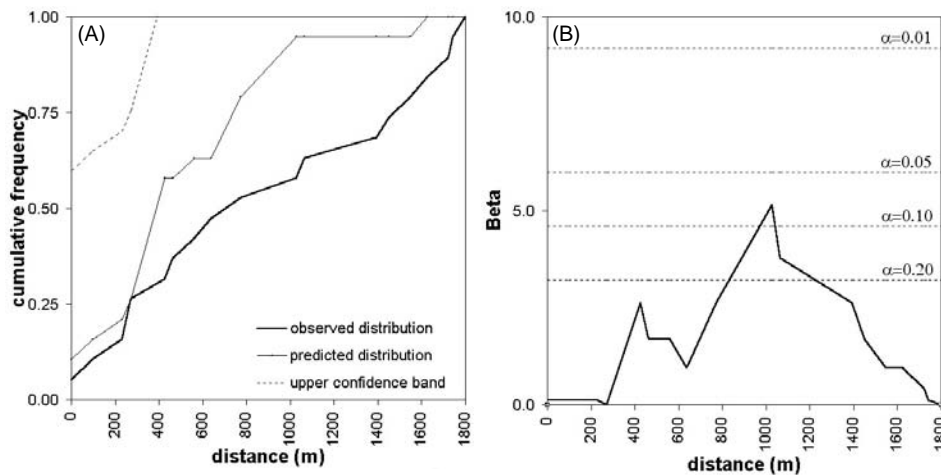 (A)
1.00
0.75
0.50
0.25
0.00
cumulative frequency
observed distribution
predicted distribution
upper confidence band
0
200
400
600
800
1000
1200
1400
1600
1800
distance (m)
(B)
10.0
5.0
0.0
Beta
α=0.01
α=0.05
α=0.10
α=0.20
0
200
400
600
800
1000
1200
1400
1600
1800
distance (m)